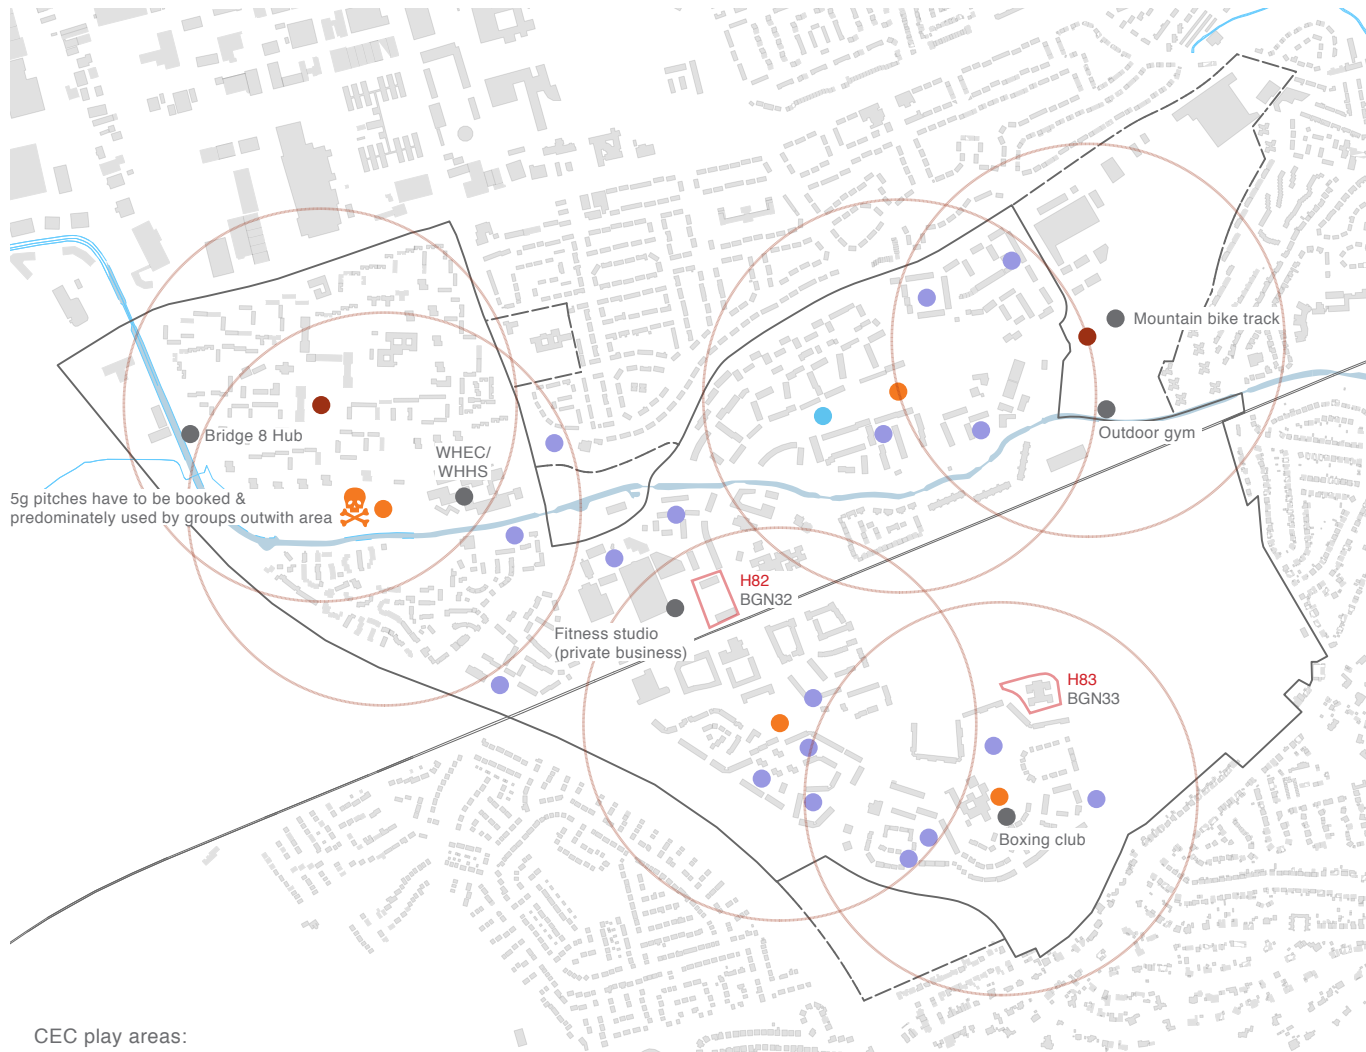 Mountain bike track
Outdoor gym
Bridge 8 Hub
WHEC/
WHHS
5g pitches have to be booked &
predominately used by groups outwith area
H82
BGN32
Fitness studio
(private business)
H83
BGN33
Boxing club
CEC play areas: